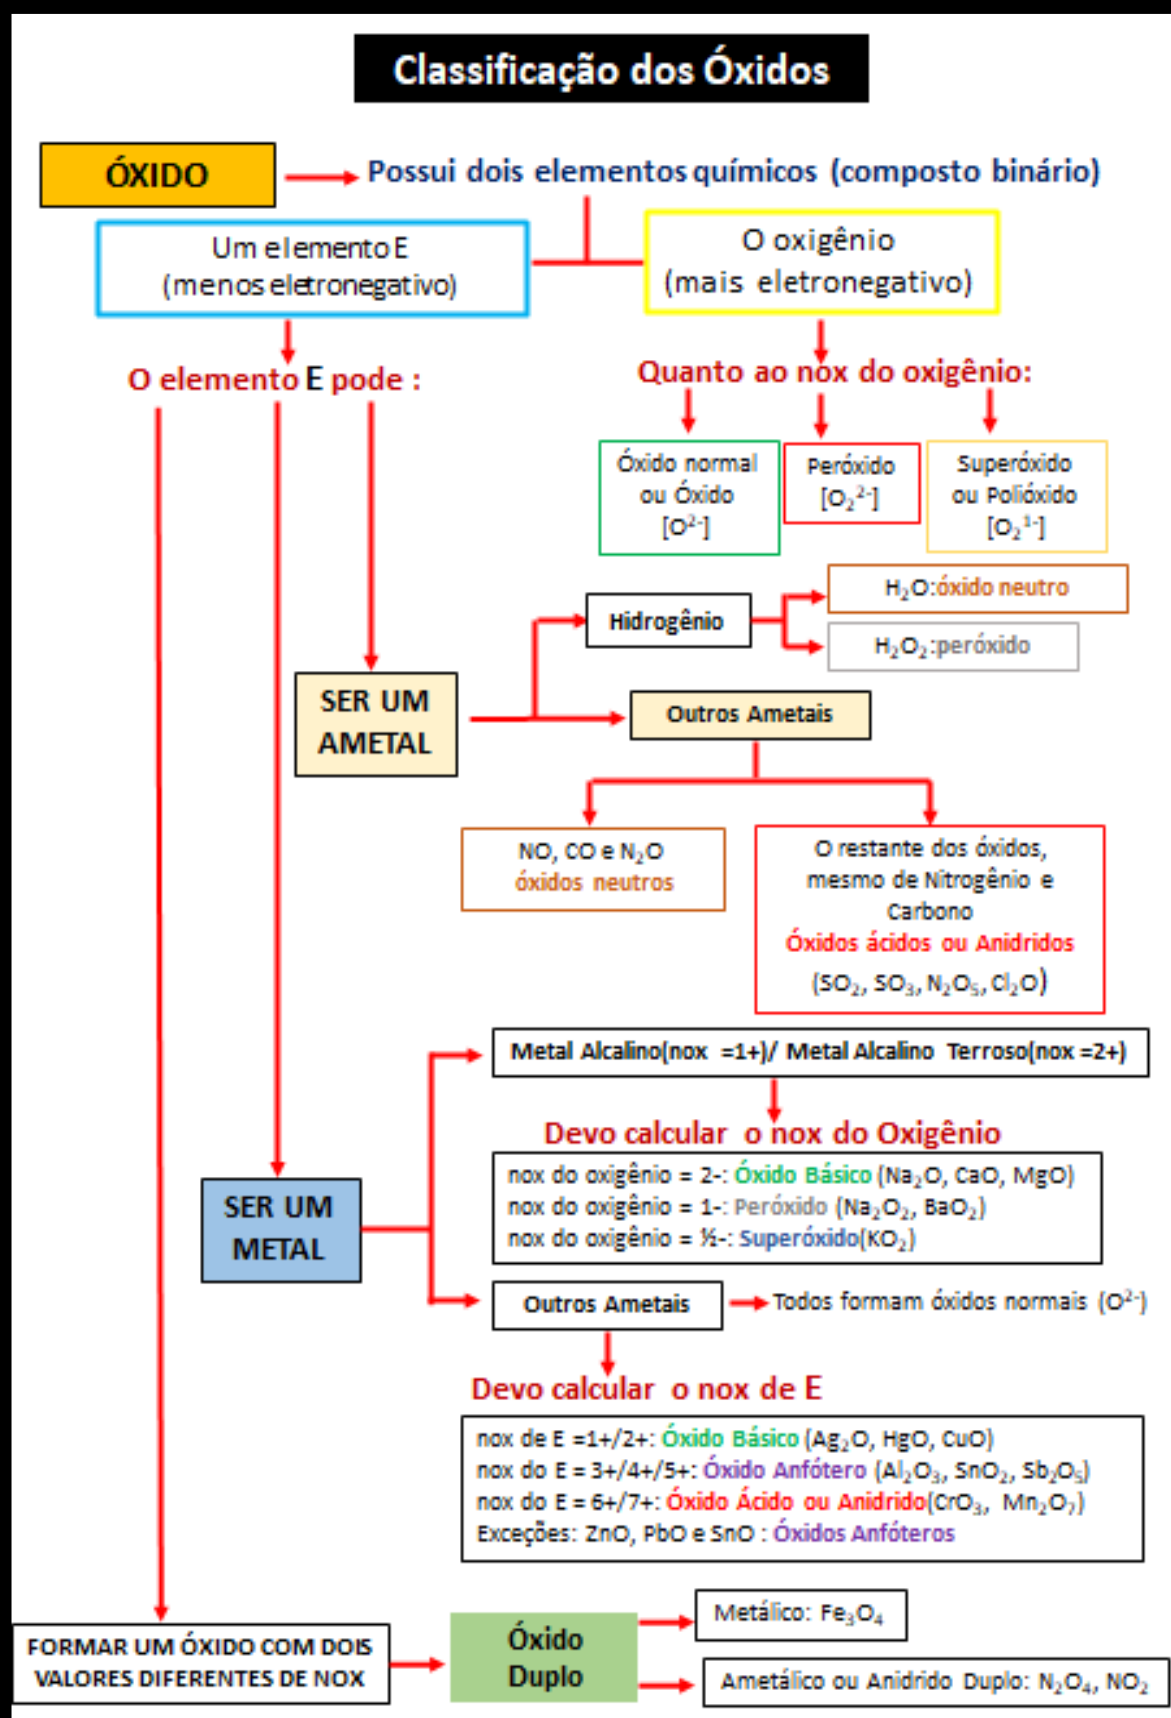 Classificação dos Óxidos
ÓXIDO
Possui dois elementos químicos (composto binário)
Um elemento E
(menos eletronegativo)
O oxigênio
(mais eletronegativo)
O elemento E pode :
Quanto ao nox do oxigênio:
Óxido normal
ou Óxido
[O²⁻]
Peróxido
[O₂²⁻]
Superóxido
ou Polióxido
[O₂¹⁻]
Hidrogênio
H₂O:óxido neutro
H₂O₂:peróxido
SER UM
AMETAL
Outros Ametais
NO, CO e N₂O
óxidos neutros
O restante dos óxidos,
mesmo de Nitrogênio e
Carbono
Óxidos ácidos ou Anidridos
(SO₂, SO₃, N₂O₅, Cl₂O)
Metal Alcalino(nox =1+)/ Metal Alcalino Terroso(nox =2+)
Devo calcular o nox do Oxigênio
nox do oxigênio = 2-: Óxido Básico (Na₂O, CaO, MgO)
nox do oxigênio = 1-: Peróxido (Na₂O₂, BaO₂)
nox do oxigênio = ½-: Superóxido(KO₂)
SER UM
METAL
Outros Ametais
Todos formam óxidos normais (O²⁻)
Devo calcular o nox de E
nox de E =1+/2+: Óxido Básico (Ag₂O, HgO, CuO)
nox do E = 3+/4+/5+: Óxido Anfótero (Al₂O₃, SnO₂, Sb₂O₅)
nox do E = 6+/7+: Óxido Ácido ou Anidrido(CrO₃, Mn₂O₇)
Exceções: ZnO, PbO e SnO : Óxidos Anfóteros
FORMAR UM ÓXIDO COM DOIS
VALORES DIFERENTES DE NOX
Óxido
Duplo
Metálico: Fe₃O₄
Ametálico ou Anidrido Duplo: N₂O₄, NO₂